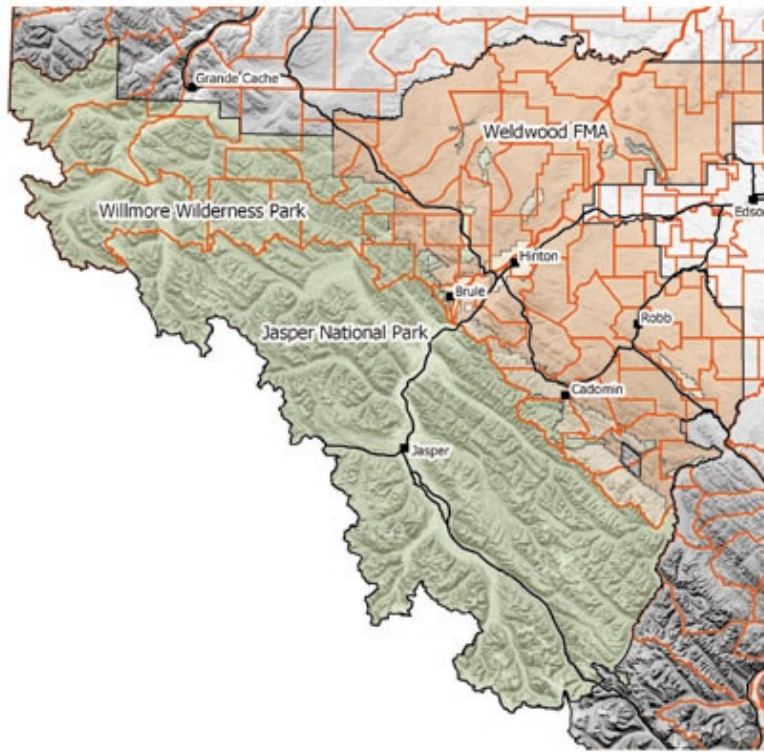 Grande Cache
Weldwood FMA
Edso
Willmore Wilderness Park
Hinton
Brule
Robb
Jasper National Park
Cadomin
Jasper